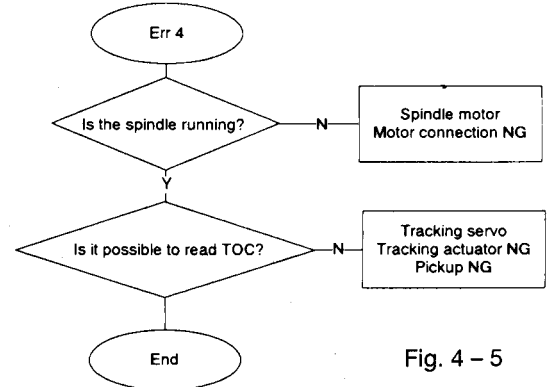 Err 4
Is the spindle running?
N
Spindle motor
Motor connection NG
Y
Is it possible to read TOC?
N
Tracking servo
Tracking actuator NG
Pickup NG
End
Fig. 4 – 5